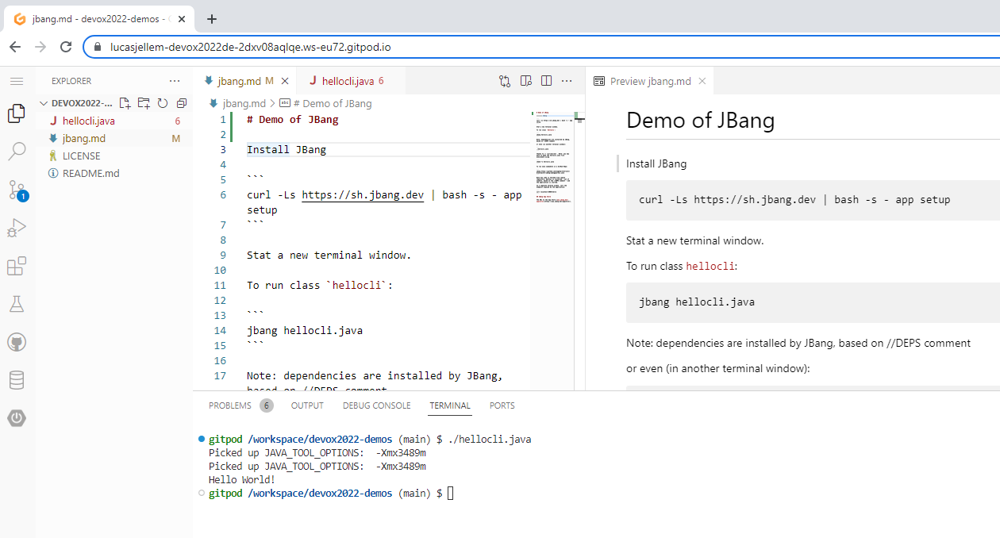 jbang.md - devox2022-demos -
lucasjellem-devox2022de-2dxv08aqlqe.ws-eu72.gitpod.io
EXPLORER
DEVOX2022-...
J hellocli.java 6
jbang.md M
LICENSE
README.md
1
jbang.md M
J hellocli.java 6
jbang.md > # Demo of JBang
1 # Demo of JBang
2
3 Install JBang
4
5 ```
6 curl -Ls https://sh.jbang.dev | bash -s - app
setup
7 ```
8
9 Stat a new terminal window.
10
11 To run class `hellocli`:
12
13 ```
14 jbang hellocli.java
15 ```
16
17 Note: dependencies are installed by JBang,
based on //DEPS comment
Preview jbang.md
Demo of JBang
Install JBang
curl -Ls https://sh.jbang.dev | bash -s - app setup
Stat a new terminal window.
To run class hellocli:
jbang hellocli.java
Note: dependencies are installed by JBang, based on //DEPS comment
or even (in another terminal window):
PROBLEMS 6 OUTPUT DEBUG CONSOLE TERMINAL PORTS
gitpod /workspace/devox2022-demos (main) $ ./hellocli.java
Picked up JAVA_TOOL_OPTIONS:  -Xmx3489m
Picked up JAVA_TOOL_OPTIONS:  -Xmx3489m
Hello World!
gitpod /workspace/devox2022-demos (main) $